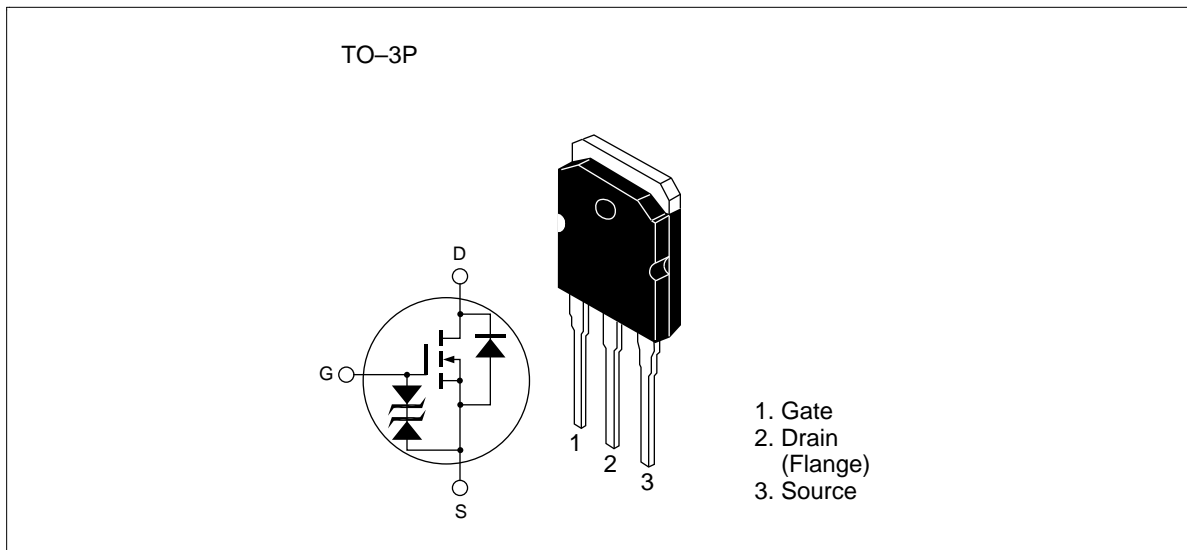 TO–3P
D
G
S
1
2
3
1. Gate
2. Drain
(Flange)
3. Source